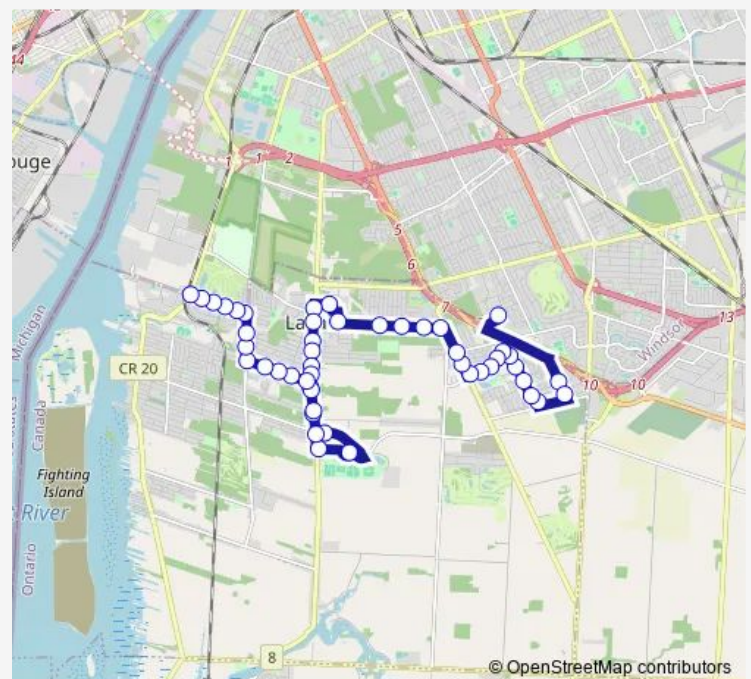 44
ouge
1
1
2
5
6
7
La
13
Windsor
10
10
CR 20
Michigan
Canada
Fighting
Island
River
Ontario
8
© OpenStreetMap contributors